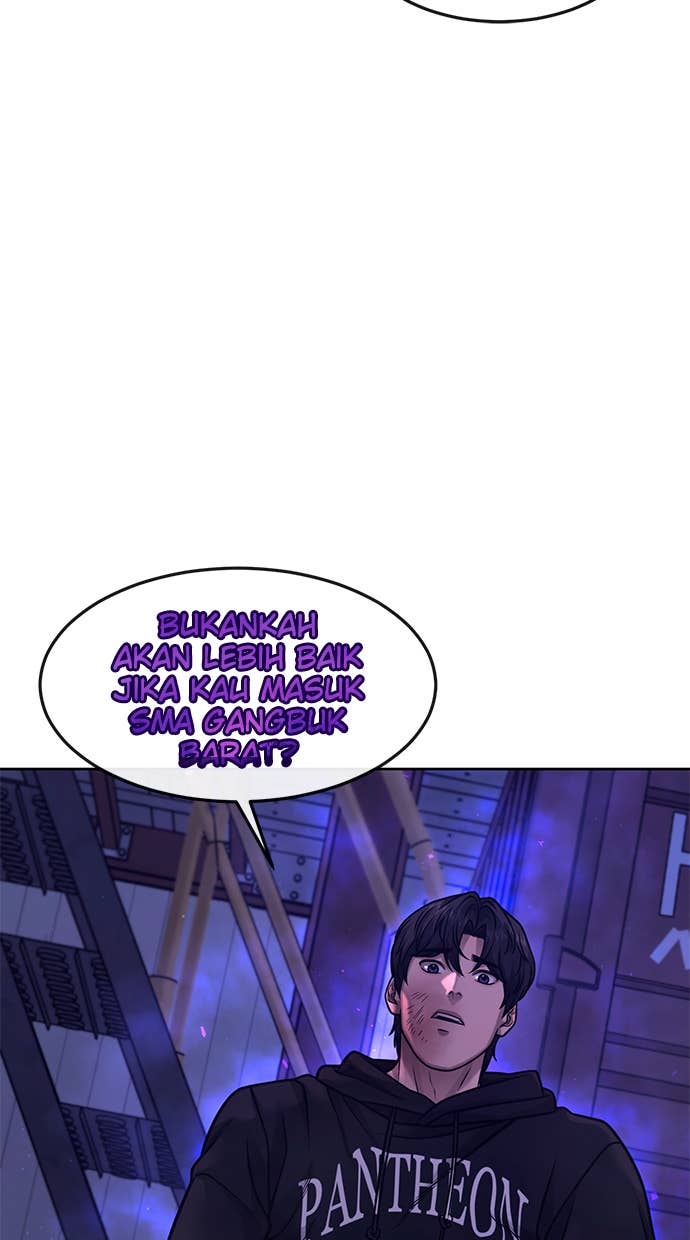 BUKANKAH
AKAN LEBIH BAIK
JIKA KAU MASUK
SMA GANGBUK
BARAT?
PANTHEON